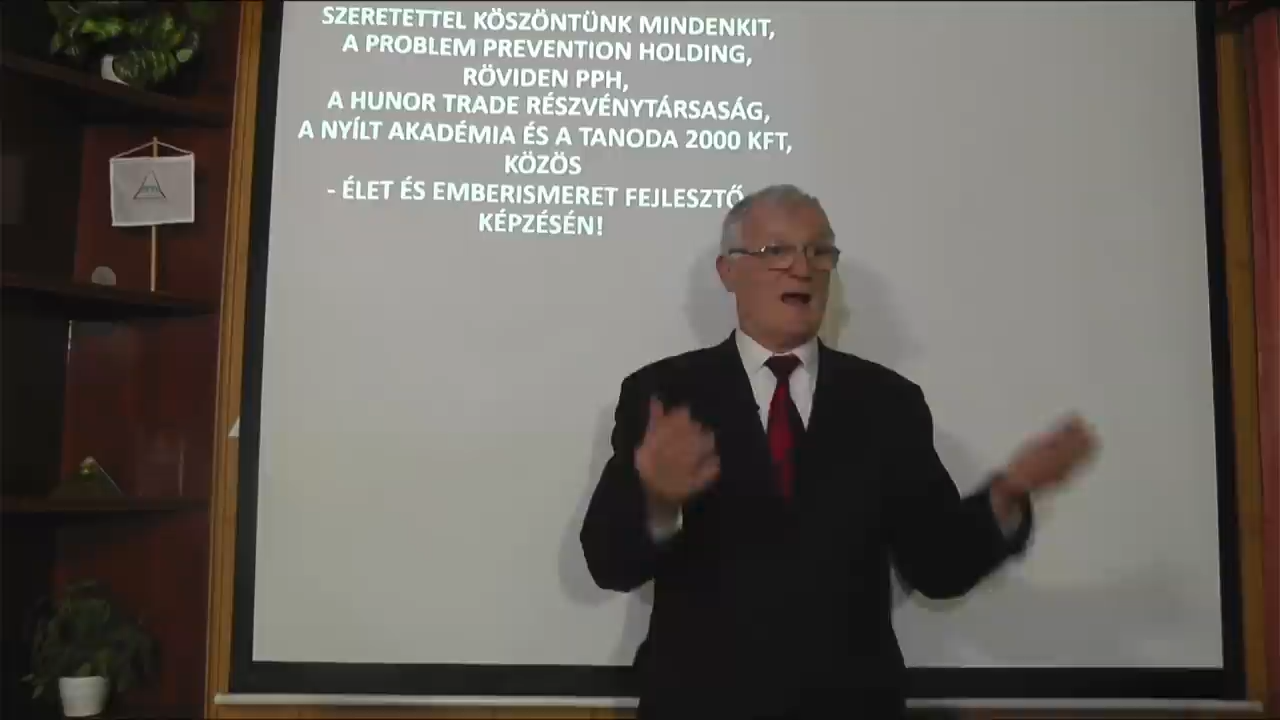 SZERETETTEL KÖSZÖNTÜNK MINDENKIT,
A PROBLEM PREVENTION HOLDING,
RÖVIDEN PPH,
A HUNOR TRADE RÉSZVÉNYTÁRSASÁG,
A NYÍLT AKADÉMIA ÉS A TANODA 2000 KFT,
KÖZÖS
- ÉLET ÉS EMBERISMERET FEJLESZTŐ
KÉPZÉSÉN!